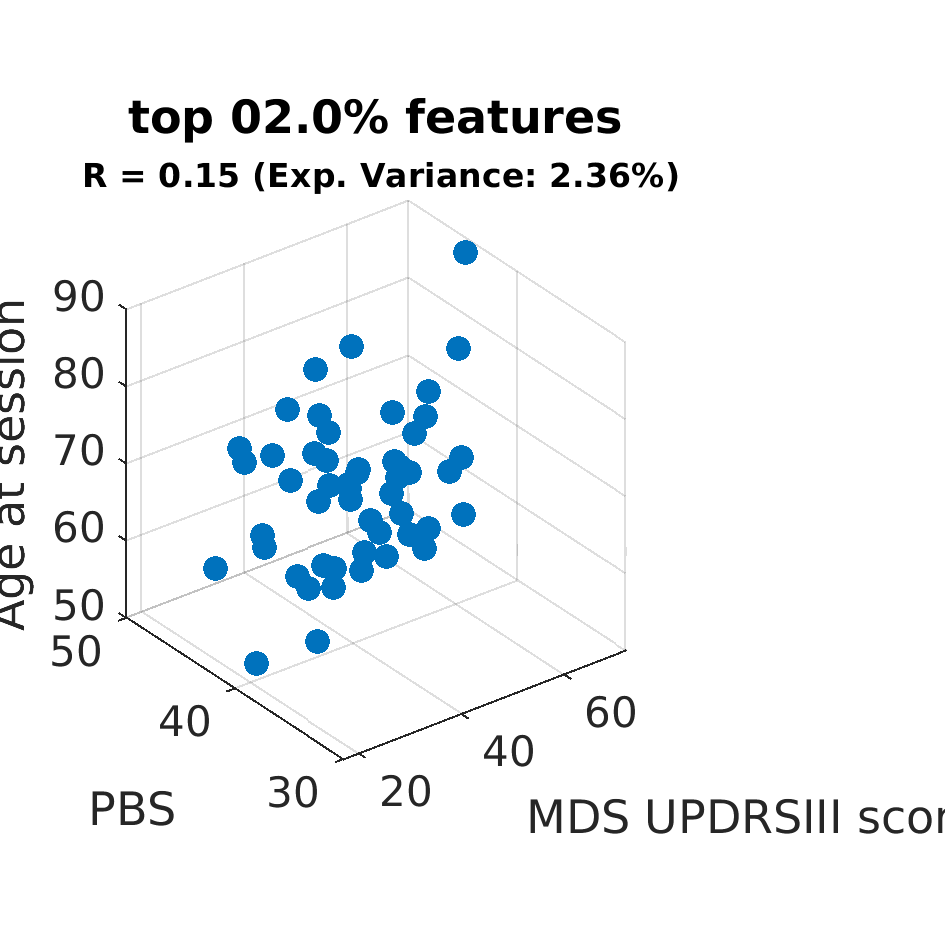 top 02.0% features
R = 0.15 (Exp. Variance: 2.36%)
Age at session
90
80
70
60
50
50
40
30
20
40
60
PBS
MDS UPDRSIII scor